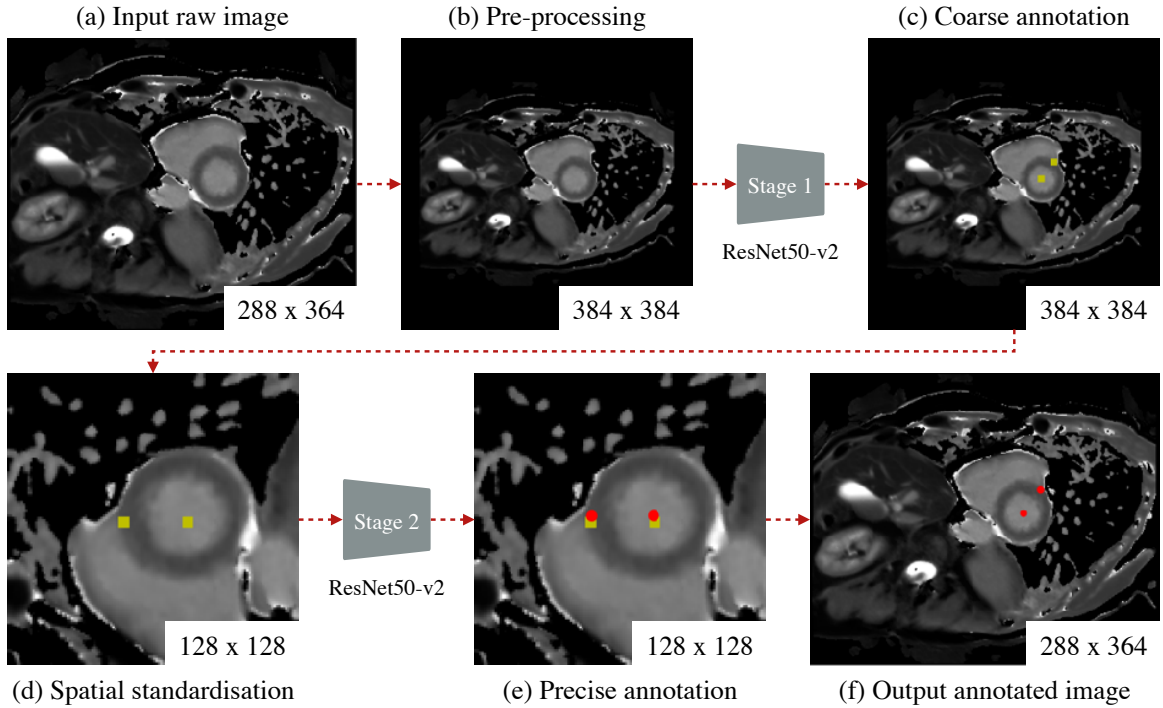 (a) Input raw image
(b) Pre-processing
(c) Coarse annotation
288 x 364
384 x 384
Stage 1
ResNet50-v2
384 x 384
128 x 128
Stage 2
ResNet50-v2
128 x 128
288 x 364
(d) Spatial standardisation
(e) Precise annotation
(f) Output annotated image